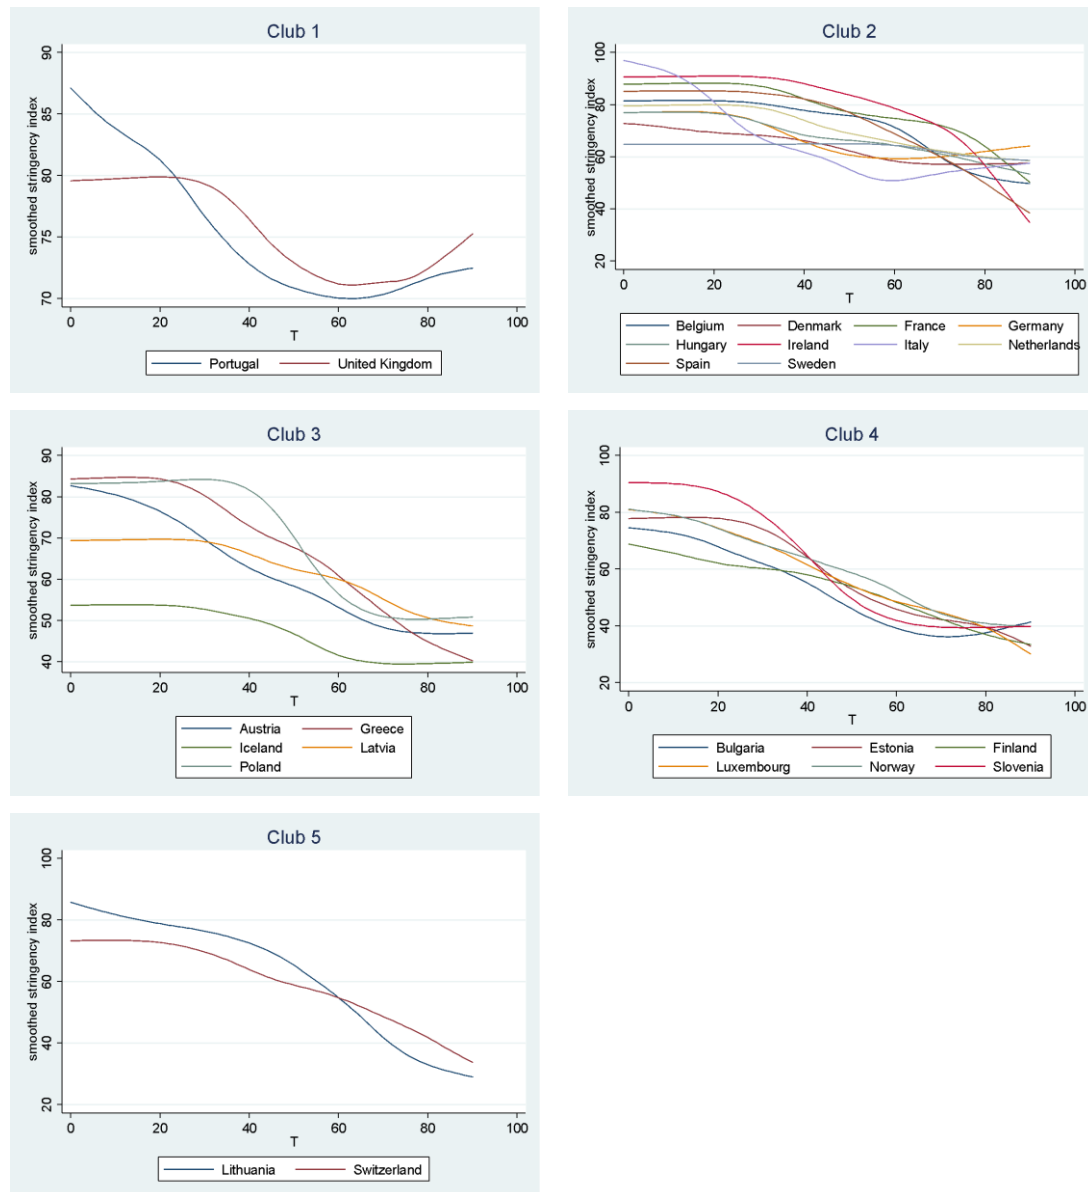 Club 1
smoothed stringency index
90
85
80
75
70
0 20 40 60 80 100
T
Portugal United Kingdom
Club 2
smoothed stringency index
100
80
60
40
20
0 20 40 60 80 100
T
Belgium Denmark France Germany
Hungary Ireland Italy Netherlands
Spain Sweden
Club 3
smoothed stringency index
90
80
70
60
50
40
0 20 40 60 80 100
T
Austria Greece
Iceland Latvia
Poland
Club 4
smoothed stringency index
100
80
60
40
20
0 20 40 60 80 100
T
Bulgaria Estonia Finland
Luxembourg Norway Slovenia
Club 5
smoothed stringency index
100
80
60
40
20
0 20 40 60 80 100
T
Lithuania Switzerland